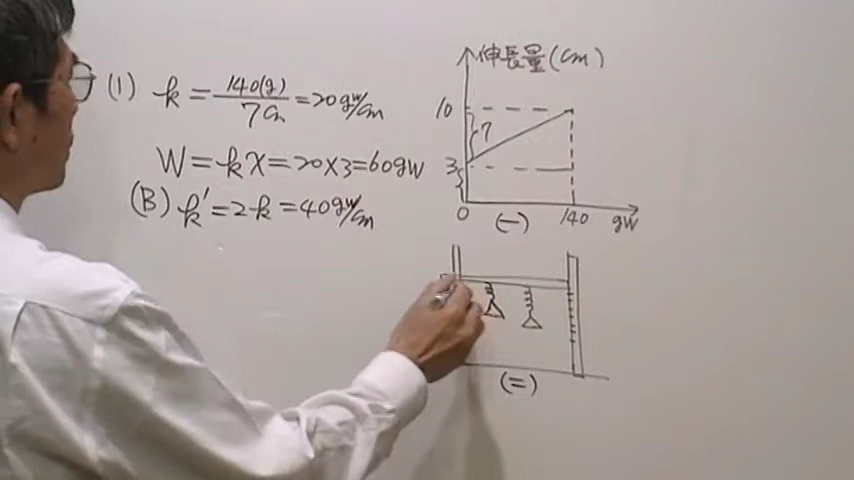 (1) k = 140(g) / 7cm = 20gw/cm
W = kx = 20×3 = 60gw
(B) k' = 2k = 40gw/cm
伸長量(cm)
10
7
3
0
140
gw
(一)
(二)